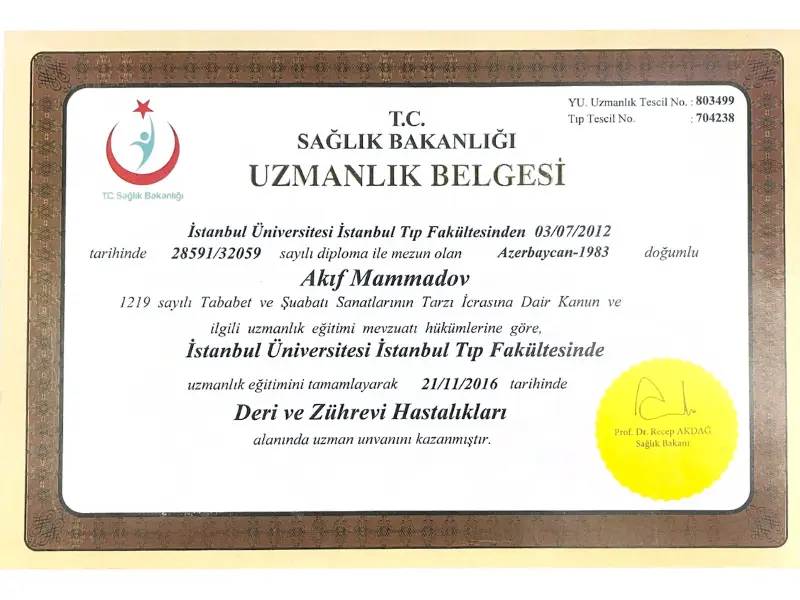 YU. Uzmanlık Tescil No. : 803499
Tıp Tescil No. : 704238
T.C.
SAĞLIK BAKANLIĞI
UZMANLIK BELGESİ
T.C. Sağlık Bakanlığı
İstanbul Üniversitesi İstanbul Tıp Fakültesinden 03/07/2012
tarihinde 28591/32059 sayılı diploma ile mezun olan Azerbaycan-1983 doğumlu
Akıf Mammadov
1219 sayılı Tababet ve Şuabatı Sanatlarının Tarzı İcrasına Dair Kanun ve
ilgili uzmanlık eğitimi mevzuatı hükümlerine göre,
İstanbul Üniversitesi İstanbul Tıp Fakültesinde
uzmanlık eğitimini tamamlayarak 21/11/2016 tarihinde
Deri ve Zührevi Hastalıkları
alanında uzman unvanını kazanmıştır.
Prof. Dr. Recep AKDAĞ
Sağlık Bakanı